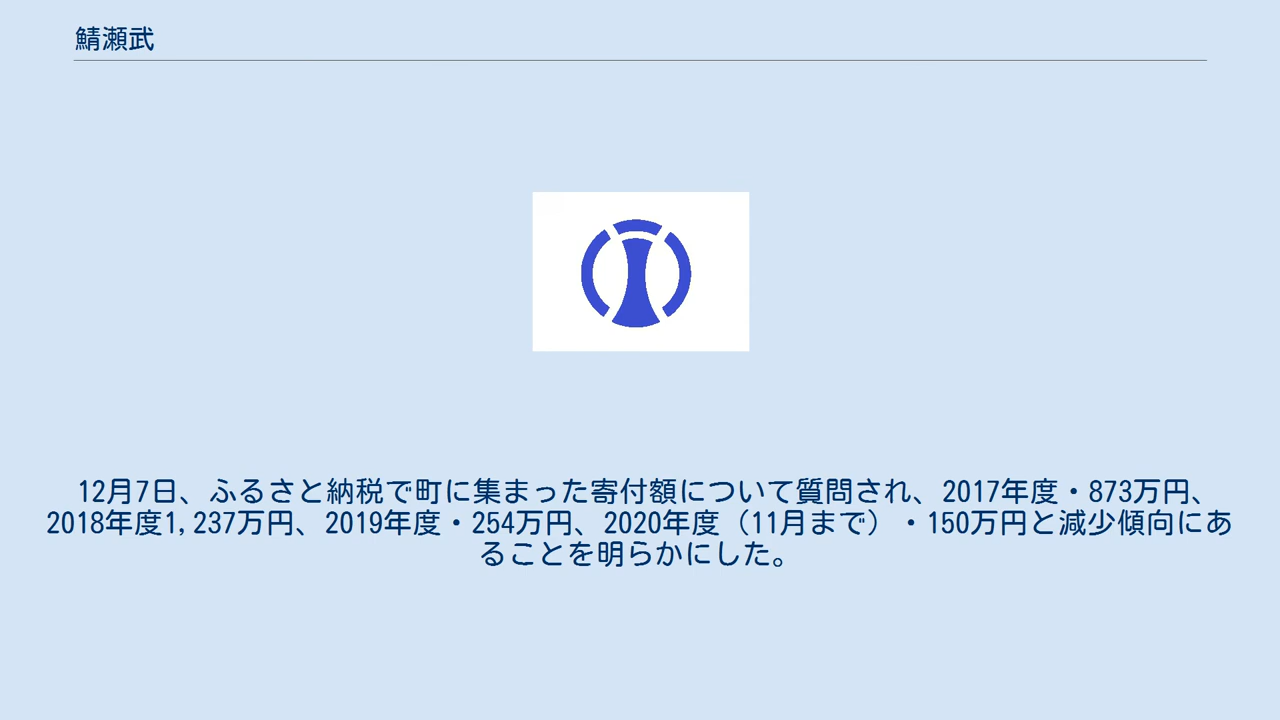 鯖瀬武
12月7日、ふるさと納税で町に集まった寄付額について質問され、2017年度・873万円、
2018年度1,237万円、2019年度・254万円、2020年度（11月まで）・150万円と減少傾向にあ
ることを明らかにした。